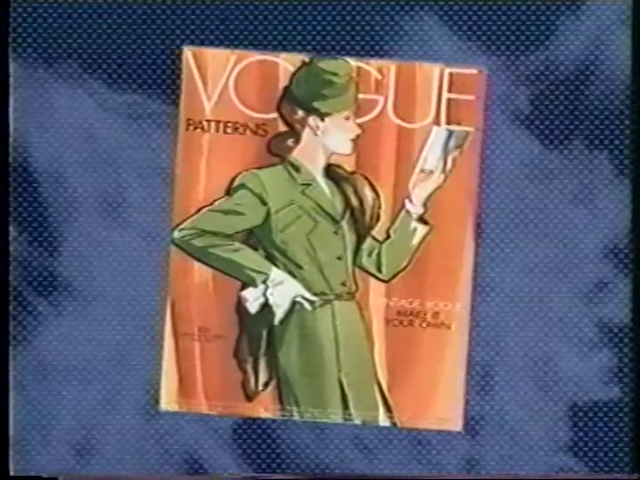 VOGUE
PATTERNS
VINTAGE VOGUE
MAKE IT
YOUR OWN